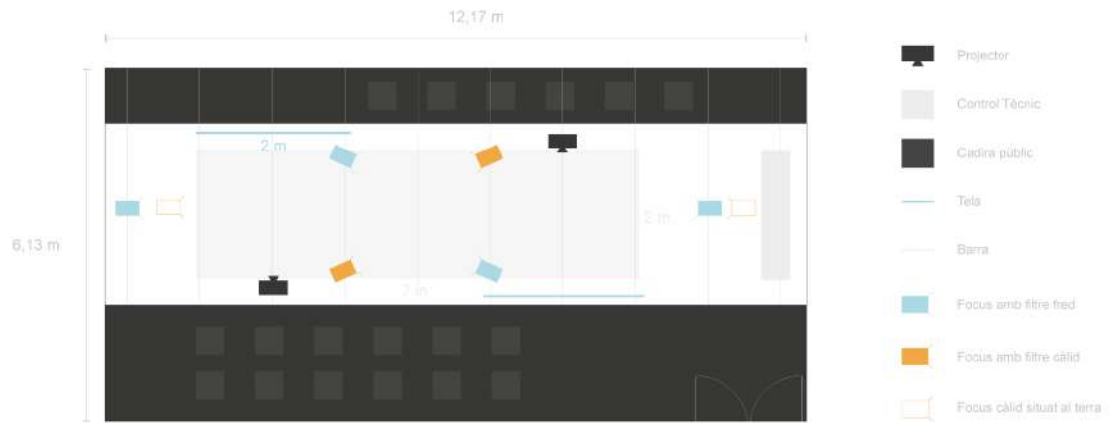 12,17 m
6,13 m
2 m
2 m
7 m
Projector
Control Tècnic
Cadira públic
Tela
Barra
Focus amb filtre fred
Focus amb filtre càlid
Focus càlid situat al terra